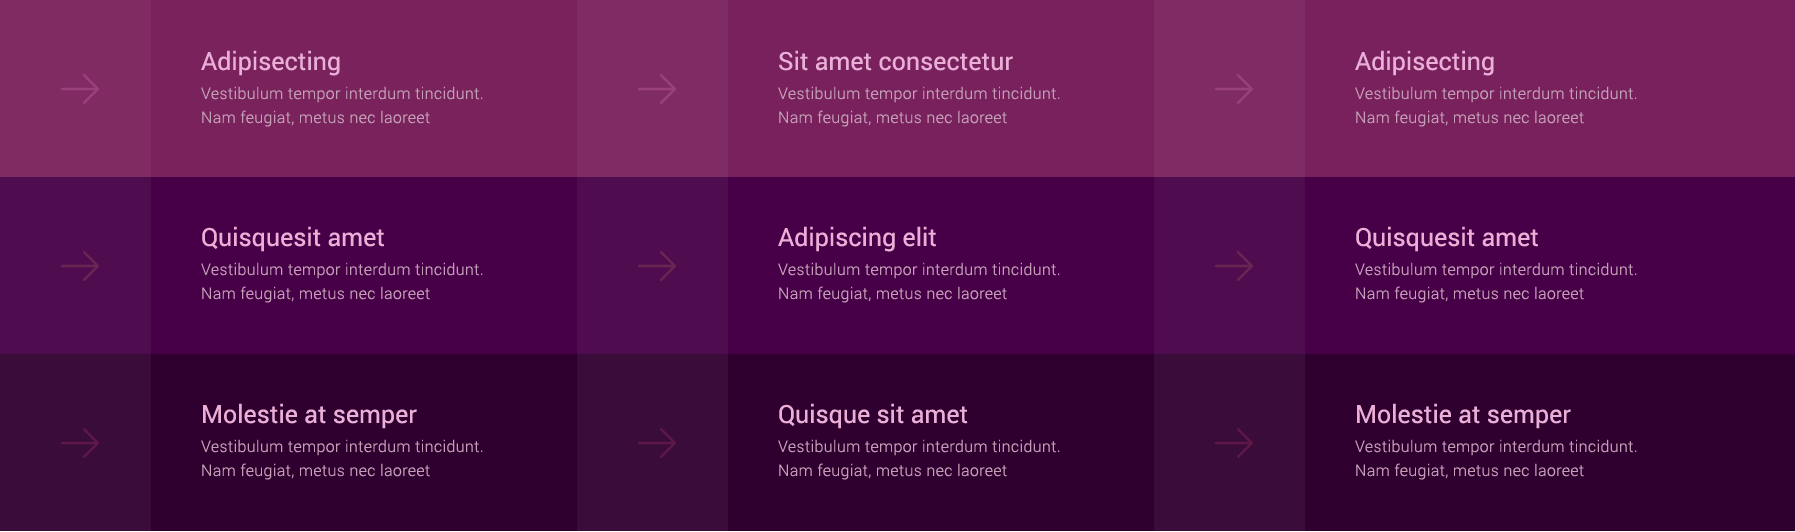 Adipisecting
Vestibulum tempor interdum tincidunt.
Nam feugiat, metus nec laoreet
Sit amet consectetur
Vestibulum tempor interdum tincidunt.
Nam feugiat, metus nec laoreet
Adipisecting
Vestibulum tempor interdum tincidunt.
Nam feugiat, metus nec laoreet
Quisquesit amet
Vestibulum tempor interdum tincidunt.
Nam feugiat, metus nec laoreet
Adipiscing elit
Vestibulum tempor interdum tincidunt.
Nam feugiat, metus nec laoreet
Quisquesit amet
Vestibulum tempor interdum tincidunt.
Nam feugiat, metus nec laoreet
Molestie at semper
Vestibulum tempor interdum tincidunt.
Nam feugiat, metus nec laoreet
Quisque sit amet
Vestibulum tempor interdum tincidunt.
Nam feugiat, metus nec laoreet
Molestie at semper
Vestibulum tempor interdum tincidunt.
Nam feugiat, metus nec laoreet